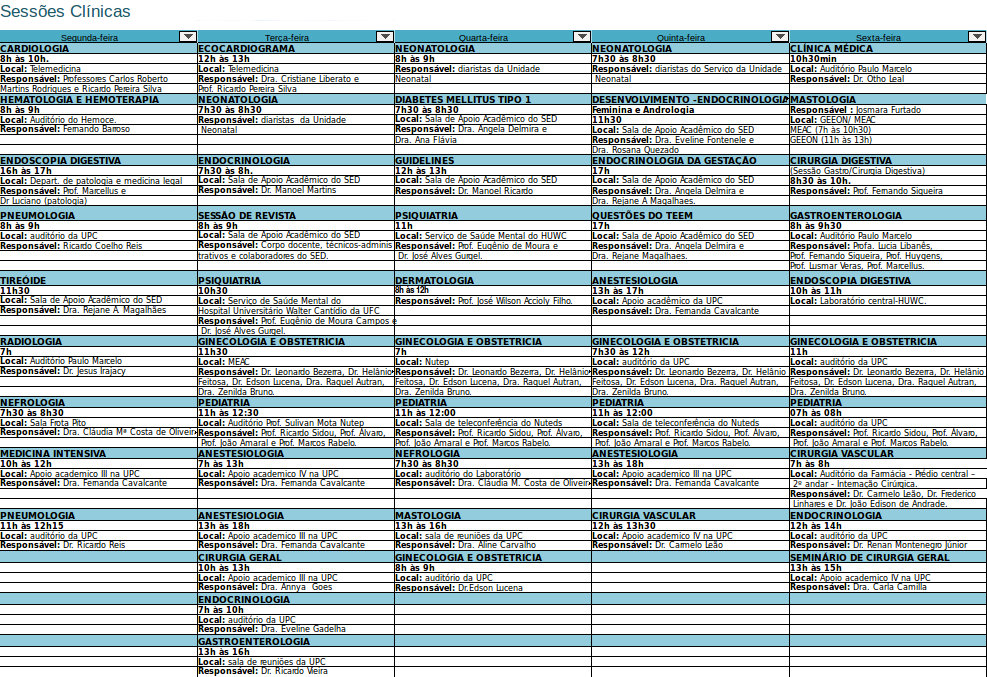 Sessões Clínicas
Segunda-feira Terça-feira Quarta-feira Quinta-feira Sexta-feira
CARDIOLOGIA ECOCARDIOGRAMA NEONATOLOGIA NEONATOLOGIA CLÍNICA MÉDICA
8h às 10h. 12h às 13h 8h às 9h 7h30 às 8h30 10h30min
Local: Telemedicina Local: Telemedicina Local: diaristas da Unidade Local: diaristas do Serviço da Unidade Local: Auditório Paulo Marcelo
Responsável: Professores Carlos Roberto Responsável: Dra. Cristiane Liberato e Neonatal Neonatal Responsável: Dr. Otho Leal
Martins Rodrigues e Ricardo Pereira Silva Prof. Ricardo Pereira Silva
HEMATOLOGIA E HEMOTERAPIA NEONATOLOGIA DIABETES MELLITUS TIPO 1 DESENVOLVIMENTO -ENDOCRINOLOGIA MASTOLOGIA
8h às 9h 7h30 às 8h30 7h30 às 8h30 Feminina e Andrologia Responsável : Josmara Furtado
Local: Auditório do Hemoce. Responsável: diaristas da Unidade Local: Sala de Apoio Acadêmico do SED 11h30 Local: GEEON/ MEAC
Responsável: Fernando Barroso Neonatal Responsável: Dra. Angela Delmira e Local: Sala de Apoio Acadêmico do SED MEAC (7h às 10h30)
Dra. Ana Flávia Responsável: Dra. Eveline Fontenele e GEEON (11h às 13h)
Dra. Rosana Quezado
ENDOSCOPIA DIGESTIVA ENDOCRINOLOGIA GUIDELINES ENDOCRINOLOGIA DA GESTAÇÃO CIRURGIA DIGESTIVA
16h às 17h 7h30 às 8h. 12h às 13h 17h (Sessão Gastro/Cirurgia Digestiva)
Local: Depart. de patologia e medicina legal Local: Sala de Apoio Acadêmico do SED Local: Sala de Apoio Acadêmico do SED Local: Sala de Apoio Acadêmico do SED 8h30 às 10h.
Responsável: Prof. Marcellus e Responsável: Dr. Manoel Martins Responsável: Dr. Manoel Ricardo Responsável: Dra. Angela Delmira e Responsável: Prof. Fernando Siqueira
Dr Luciano (patologia) Dra. Rejane A Magalhaes.
PNEUMOLOGIA SESSÃO DE REVISTA PSIQUIATRIA QUESTÕES DO TEEM GASTROENTEROLOGIA
8h às 9h 8h às 9h 11h 17h 8h às 9h30
Local: auditório da UPC Local: Sala de Apoio Acadêmico do SED Local: Serviço de Saúde Mental do HUWC Local: Sala de Apoio Acadêmico do SED Local: Auditório Paulo Marcelo
Responsável: Ricardo Coelho Reis Responsável: Corpo docente, técnicos-adminis Responsável: Prof. Eugênio de Moura e Responsável: Dra. Angela Delmira e Responsável: Profa. Lucia Libanês,
trativos e colaboradores do SED. Dr. José Alves Gurgel. Dra. Rejane Magalhaes. Prof. Fernando Siqueira, Prof. Huygens,
Prof. Lusmar Veras, Prof. Marcellus.
TIREÓIDE PSIQUIATRIA DERMATOLOGIA ANESTESIOLOGIA ENDOSCOPIA DIGESTIVA
11h30 10h30 8h às 12h 13h às 17h 10h às 11h
Local: Sala de Apoio Acadêmico do SED Local: Serviço de Saúde Mental do Responsável: Prof. José Wilson Accioly Filho. Local: Apoio acadêmico da UPC Local: Laboratório central-HUWC.
Responsável: Dra. Rejane A. Magalhães Hospital Universitário Walter Cantídio da UFC Responsável: Dra. Fernanda Cavalcante
Responsável: Prof. Eugênio de Moura Campos e
Dr. José Alves Gurgel.
RADIOLOGIA GINECOLOGIA E OBSTETRICIA GINECOLOGIA E OBSTETRICIA GINECOLOGIA E OBSTETRICIA GINECOLOGIA E OBSTETRICIA
7h 11h30 7h 7h30 às 12h 11h
Local: Auditório Paulo Marcelo Local: MEAC Local: Nutep Local: auditório da UPC Local: auditório da UPC
Responsável: Dr. Jesus Irajacy Responsável: Dr. Leonardo Bezerra, Dr. Helânio Responsável: Dr. Leonardo Bezerra, Dr. Helânio Responsável: Dr. Leonardo Bezerra, Dr. Helânio Responsável: Dr. Leonardo Bezerra, Dr. Helânio
Feitosa, Dr. Edson Lucena, Dra. Raquel Autran, Feitosa, Dr. Edson Lucena, Dra. Raquel Autran, Feitosa, Dr. Edson Lucena, Dra. Raquel Autran, Feitosa, Dr. Edson Lucena, Dra. Raquel Autran,
Dra. Zenilda Bruno. Dra. Zenilda Bruno. Dra. Zenilda Bruno. Dra. Zenilda Bruno.
NEFROLOGIA PEDIATRIA PEDIATRIA PEDIATRIA PEDIATRIA
7h30 às 8h30 11h às 12:30 11h às 12:00 11h às 12:00 07h às 08h
Local: Sala Frota Pito Local: Auditório Prof. Sulivan Mota Nutep Local: Sala de teleconferência do Nuteds Local: Sala de teleconferência do Nuteds Local: auditório da UPC
Responsável: Dra. Cláudia Mª Costa de Oliveir Responsável: Prof. Ricardo Sidou, Prof. Álvaro, Responsável: Prof. Ricardo Sidou, Prof. Álvaro, Responsável: Prof. Ricardo Sidou, Prof. Álvaro, Responsável: Prof. Ricardo Sidou, Prof. Álvaro,
Prof. João Amaral e Prof. Marcos Rabelo. Prof. João Amaral e Prof. Marcos Rabelo. Prof. João Amaral e Prof. Marcos Rabelo. Prof. João Amaral e Prof. Marcos Rabelo.
MEDICINA INTENSIVA ANESTESIOLOGIA NEFROLOGIA ANESTESIOLOGIA CIRURGIA VASCULAR
10h às 12h 7h às 13h 7h30 às 8h30 13h às 18h 7h às 8h
Local: Apoio academico III na UPC Local: Apoio academico IV na UPC Local: auditório do Laboratório Local: Apoio academico III na UPC Local: Auditório da Farmácia - Prédio central –
Responsável: Dra. Fernanda Cavalcante Responsável: Dra. Fernanda Cavalcante Responsável: Dra. Cláudia M. Costa de Oliveir Responsável: Dra. Fernanda Cavalcante 2º andar - Internação Cirúrgica.
Responsável: Dr. Carmelo Leão, Dr. Frederico
Linhares e Dr. João Edison de Andrade.
PNEUMOLOGIA ANESTESIOLOGIA MASTOLOGIA CIRURGIA VASCULAR ENDOCRINOLOGIA
11h às 12h15 13h às 18h 13h às 16h 12h às 13h30 12h às 14h
Local: auditório da UPC Local: Apoio academico III na UPC Local: sala de reuniões da UPC Local: Apoio academico IV na UPC Local: auditório da UPC
Responsável: Dr. Ricardo Reis Responsável: Dra. Fernanda Cavalcante Responsável: Dra. Aline Carvalho Responsável: Dr. Carmelo Leão Responsável: Dr. Renan Montenegro Júnior
CIRURGIA GERAL GINECOLOGIA E OBSTETRICIA SEMINÁRIO DE CIRURGIA GERAL
10h às 13h 8h às 9h 13h às 15h
Local: Apoio academico III na UPC Local: auditório da UPC Local: Apoio academico IV na UPC
Responsável: Dra. Annya Goes Responsável: Dr.Edson Lucena Responsável: Dra. Carla Camilla
ENDOCRINOLOGIA
7h às 10h
Local: auditório da UPC
Responsável: Dra. Eveline Gadelha
GASTROENTEROLOGIA
13h às 16h
Local: sala de reuniões da UPC
Responsável: Dr. Ricardo Vieira